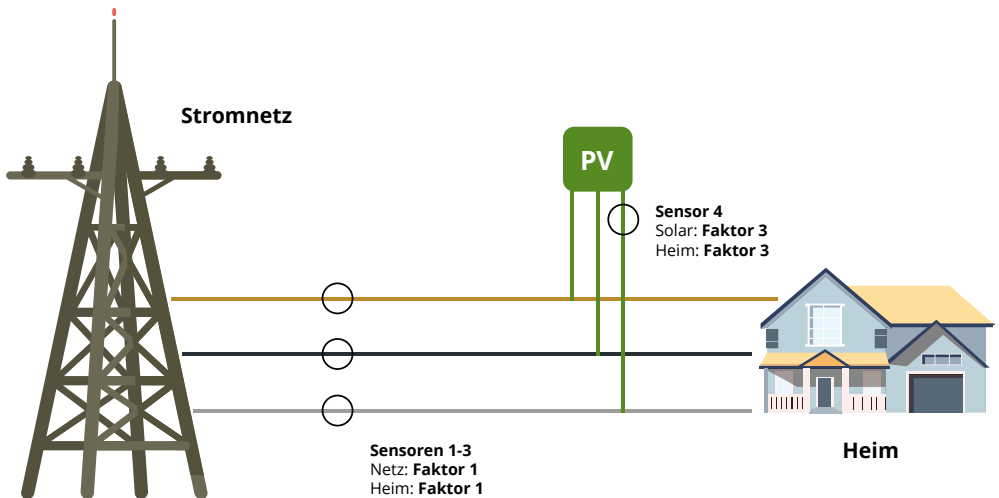 Stromnetz
PV
Sensor 4
Solar: Faktor 3
Heim: Faktor 3
Sensoren 1-3
Netz: Faktor 1
Heim: Faktor 1
Heim